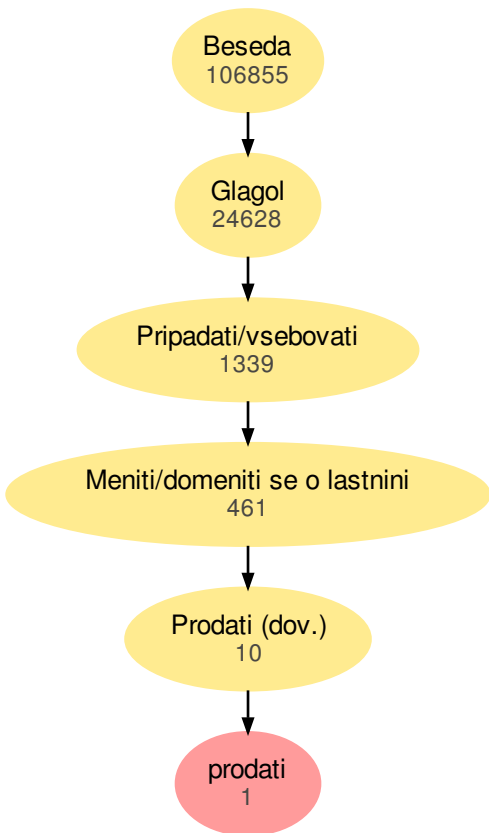 Beseda
106855
Glagol
24628
Pripadati/vsebovati
1339
Meniti/domeniti se o lastnini
461
Prodati (dov.)
10
prodati
1